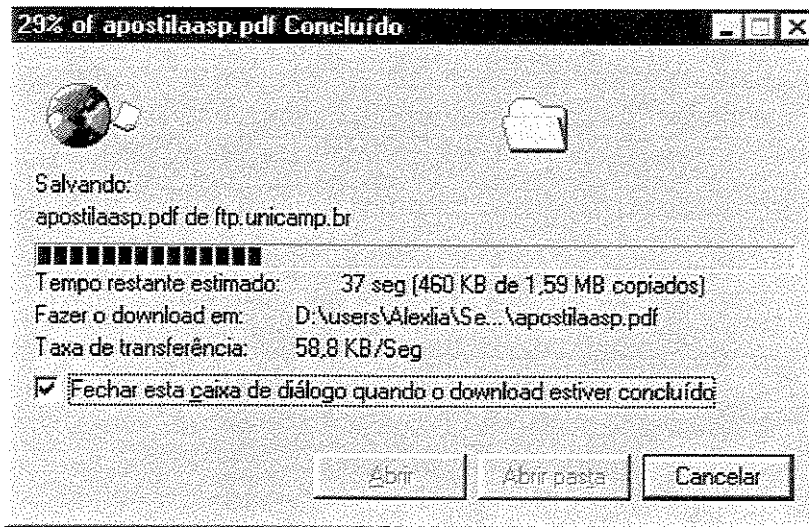 29% of apostilaasp.pdf Concluído
Salvando:
apostilaasp.pdf de ftp.unicamp.br
Tempo restante estimado: 37 seg (460 KB de 1,59 MB copiados)
Fazer o download em: D:\users\Alexlia\Se...\apostilaasp.pdf
Taxa de transferência: 58,8 KB/Seg
Fechar esta caixa de diálogo quando o download estiver concluído
Abrir Abrir pasta Cancelar